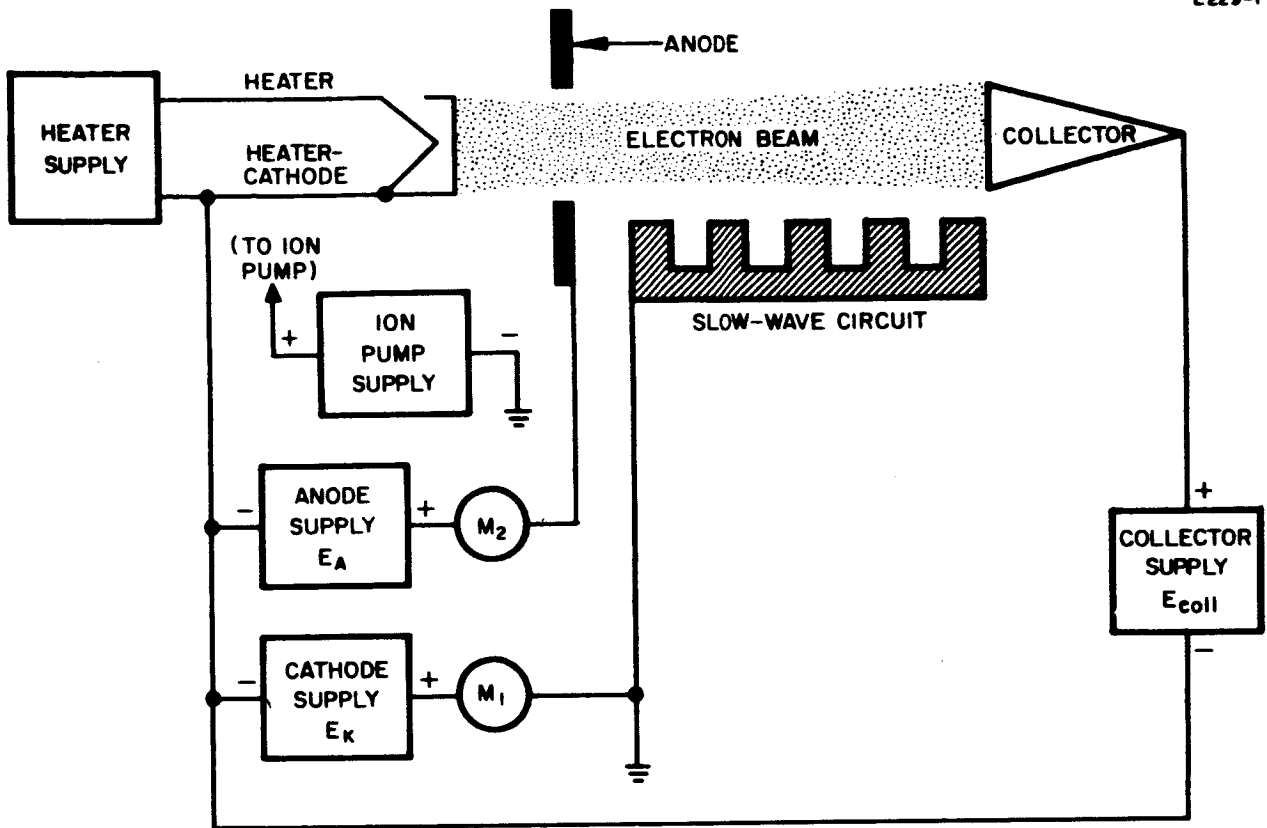 ANODE
HEATER
HEATER
SUPPLY
HEATER-
CATHODE
ELECTRON BEAM
COLLECTOR
(TO ION
PUMP)
+
-
ION
PUMP
SUPPLY
SLOW-WAVE CIRCUIT
-
ANODE
SUPPLY
E_A
+
M_2
+
COLLECTOR
SUPPLY
E_coll
-
-
CATHODE
SUPPLY
E_K
+
M_1